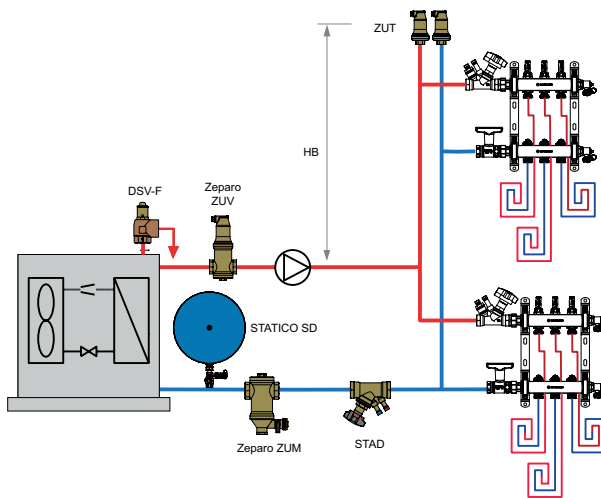 ZUT
HB
DSV-F
Zeparo
ZUV
STATICO SD
Zeparo ZUM
STAD